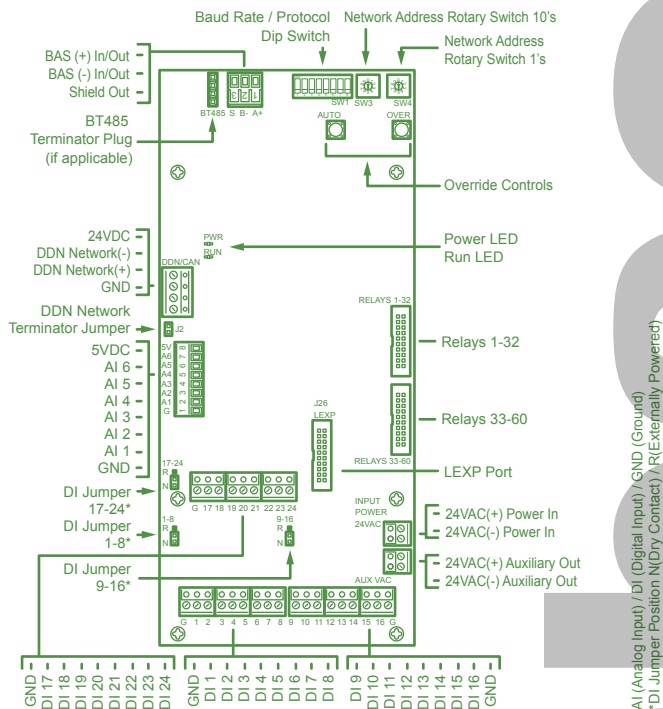 Baud Rate / Protocol
Dip Switch
Network Address Rotary Switch 10's
Network Address
Rotary Switch 1's
BAS (+) In/Out
BAS (-) In/Out
Shield Out
BT485
Terminator Plug
(if applicable)
BT485
S B- A+
3 2 1
SW1
SW3
SW4
AUTO
OVER
Override Controls
24VDC
DDN Network(-)
DDN Network(+)
GND
PWR
RUN
DDN/CAN
Power LED
Run LED
DDN Network
Terminator Jumper
J2
RELAYS 1-32
Relays 1-32
5VDC
AI 6
AI 5
AI 4
AI 3
AI 2
AI 1
GND
5V 8
A6 7
A5 6
A4 5
A3 4
A2 3
A1 2
G 1
J26
LEXP
RELAYS 33-60
Relays 33-60
LEXP Port
DI Jumper
17-24*
DI Jumper
1-8*
DI Jumper
9-16*
17-24
R
N
1-8
R
N
9-16
R
N
G 17 18 19 20 21 22 23 24
INPUT
POWER
24VAC
24VAC(+) Power In
24VAC(-) Power In
24VAC(+) Auxiliary Out
24VAC(-) Auxiliary Out
AUX VAC
G 1 2 3 4 5 6 7 8 9 10 11 12 13 14 15 16 G
GND
DI 17
DI 18
DI 19
DI 20
DI 21
DI 22
DI 23
DI 24
GND
DI 1
DI 2
DI 3
DI 4
DI 5
DI 6
DI 7
DI 8
DI 9
DI 10
DI 11
DI 12
DI 13
DI 14
DI 15
DI 16
GND
AI (Analog Input) / DI (Digital Input) / GND (Ground)
*DI Jumper Position N(Dry Contact) / R(Externally Powered)